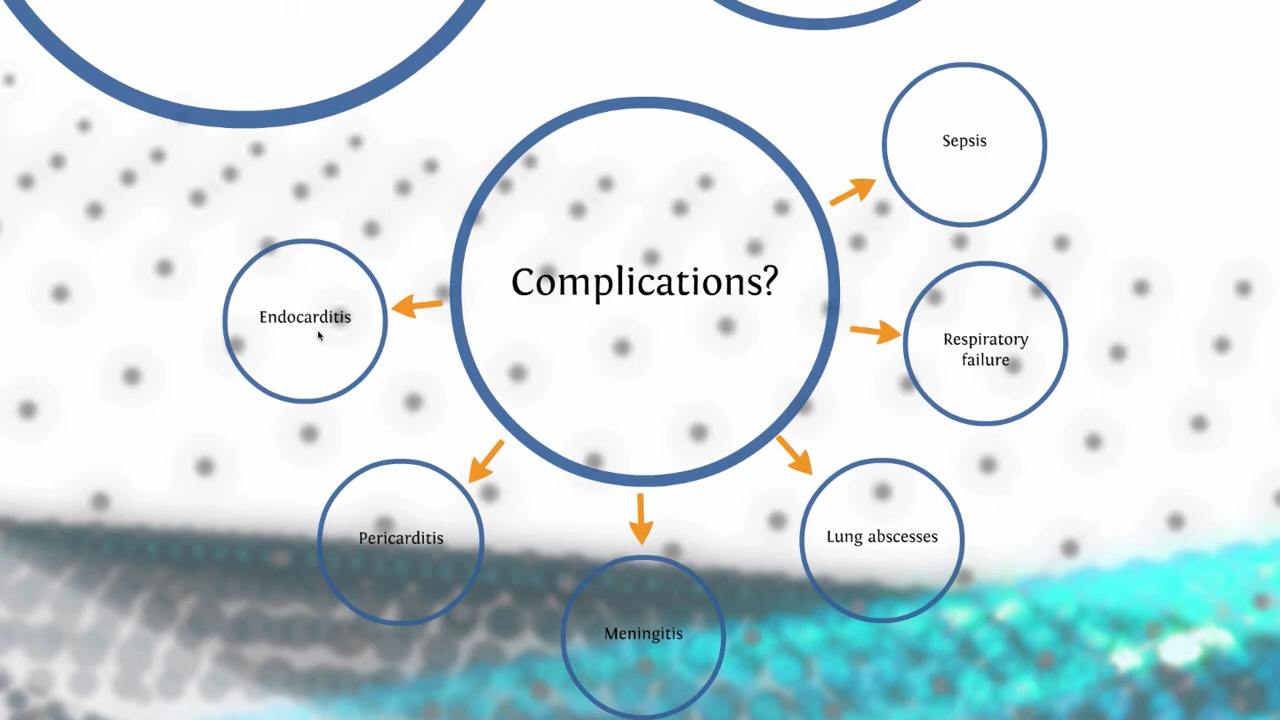 Complications?
Sepsis
Respiratory
failure
Lung abscesses
Meningitis
Pericarditis
Endocarditis